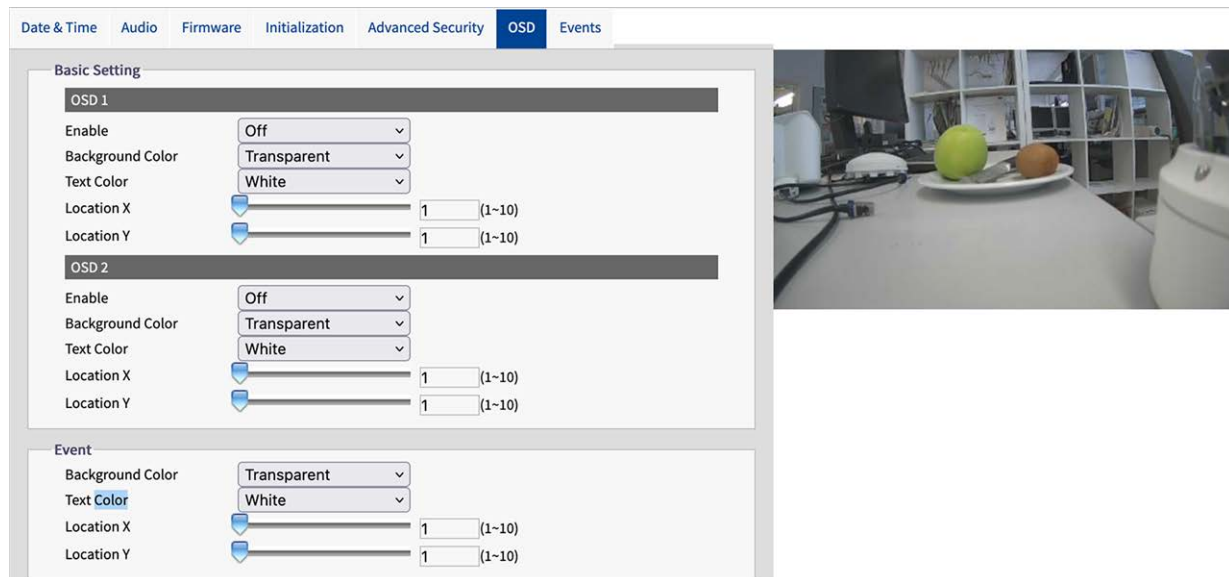 Date & Time Audio Firmware Initialization Advanced Security OSD Events
Basic Setting
OSD 1
Enable Off
Background Color Transparent
Text Color White
Location X 1 (1~10)
Location Y 1 (1~10)
OSD 2
Enable Off
Background Color Transparent
Text Color White
Location X 1 (1~10)
Location Y 1 (1~10)
Event
Background Color Transparent
Text Color White
Location X 1 (1~10)
Location Y 1 (1~10)